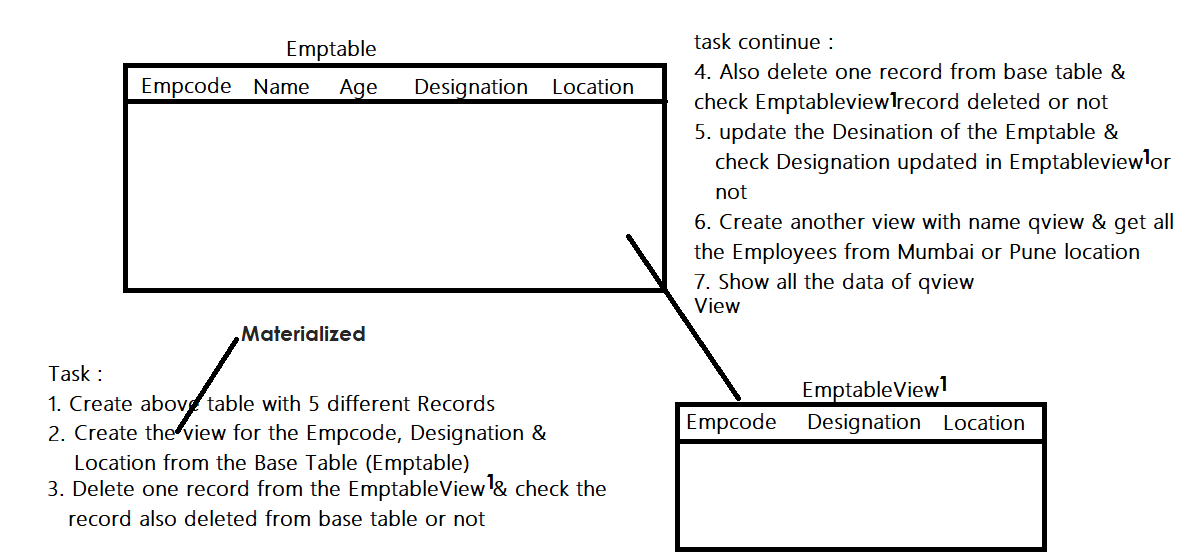 Emptable
Empcode Name Age Designation Location
Materialized
Task :
1. Create above table with 5 different Records
2. Create the view for the Empcode, Designation &
Location from the Base Table (Emptable)
3. Delete one record from the EmptableView1& check the
record also deleted from base table or not
task continue :
4. Also delete one record from base table &
check Emptableview1record deleted or not
5. update the Desination of the Emptable &
check Designation updated in Emptableview1or
not
6. Create another view with name qview & get all
the Employees from Mumbai or Pune location
7. Show all the data of qview
View
EmptableView1
Empcode Designation Location